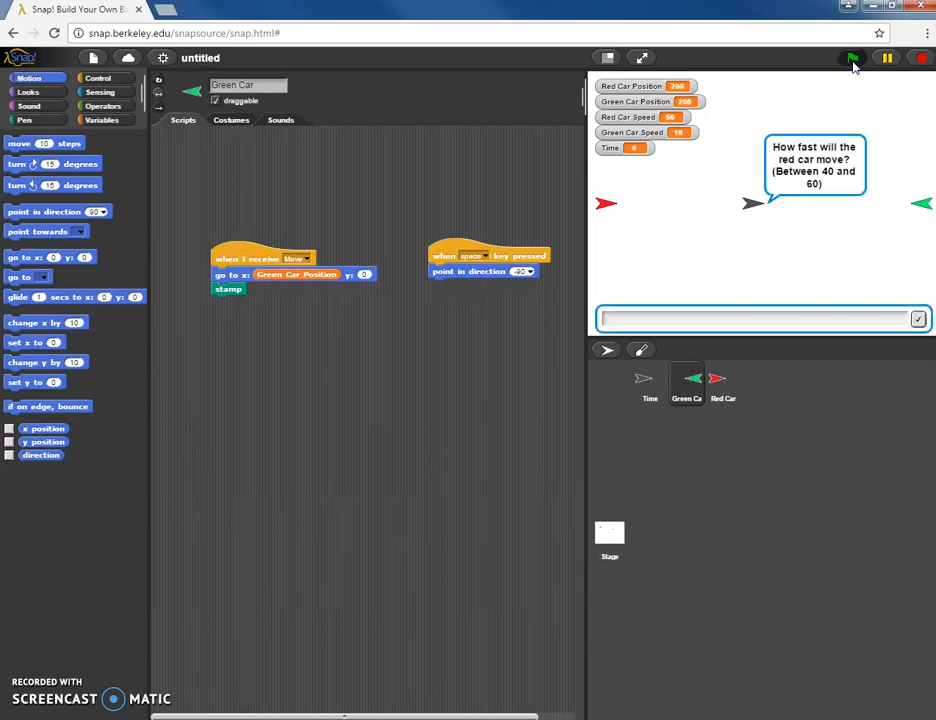 Snap! Build Your Own Bl
snap.berkeley.edu/snapsource/snap.html#
Snap!
untitled
Motion
Control
Looks
Sensing
Sound
Operators
Pen
Variables
Green Car
draggable
Scripts
Costumes
Sounds
move 10 steps
turn 15 degrees
turn 15 degrees
point in direction 90
point towards
go to x: 0 y: 0
go to
glide 1 secs to x: 0 y: 0
change x by 10
set x to 0
change y by 10
set y to 0
if on edge, bounce
x position
y position
direction
when I receive Move
go to x: Green Car Position y: 0
stamp
when space key pressed
point in direction -90
Red Car Position
Green Car Position
Red Car Speed 50
Green Car Speed 10
Time 0
How fast will the
red car move?
(Between 40 and
60)
Time
Green Ca
Red Car
Stage
RECORDED WITH
SCREENCAST MATIC